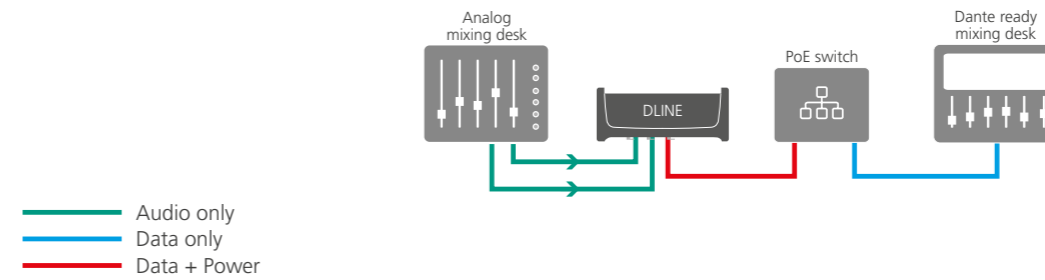 Analog
mixing desk
DLINE
PoE switch
Dante ready
mixing desk
Audio only
Data only
Data + Power